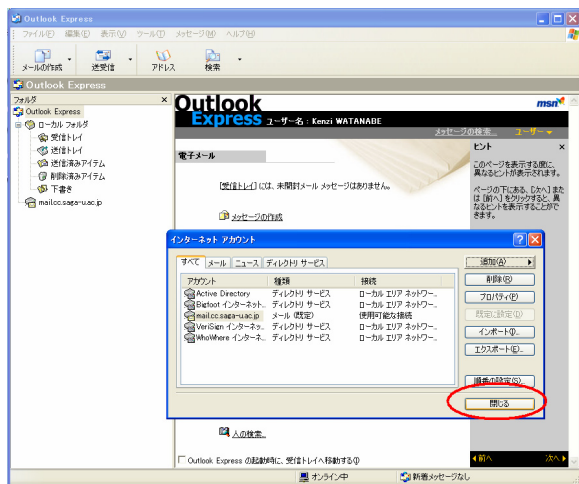 Outlook Express
ファイル(F) 編集(E) 表示(V) ツール(T) メッセージ(M) ヘルプ(H)
メールの作成 送受信 アドレス 検索
Outlook Express
フォルダ ×
Outlook Express
ローカル フォルダ
受信トレイ
送信トレイ
送信済みアイテム
削除済みアイテム
下書き
mail.cc.saga-u.ac.jp
Outlook
Express ユーザー名 : Kenzi WATANABE
msn
メッセージの検索... ユーザー
電子メール
[受信トレイ] には、未開封メール メッセージはありません。
メッセージの作成
ヒント ×
このページを表示する度に、
異なるヒントが表示されます。
ページの下にある、[次へ] また
は [前へ] をクリックすると、異
なるヒントを表示することがで
きます。
インターネット アカウント
すべて メール ニュース ディレクトリ サービス
アカウント 種類 接続
Active Directory ディレクトリ サービス ローカル エリア ネットワー...
Bigfoot インターネット... ディレクトリ サービス ローカル エリア ネットワー...
mail.cc.saga-u.ac.jp メール (既定) 使用可能な接続
VeriSign インターネッ... ディレクトリ サービス ローカル エリア ネットワー...
WhoWhere インターネ... ディレクトリ サービス ローカル エリア ネットワー...
追加(A)
削除(R)
プロパティ(P)
既定に設定(D)
インポート(I)...
エクスポート(E)...
順番の設定(S)...
閉じる
人の検索...
Outlook Express の起動時に、受信トレイへ移動する(O)
前へ 次へ
オンライン中 新着メッセージなし